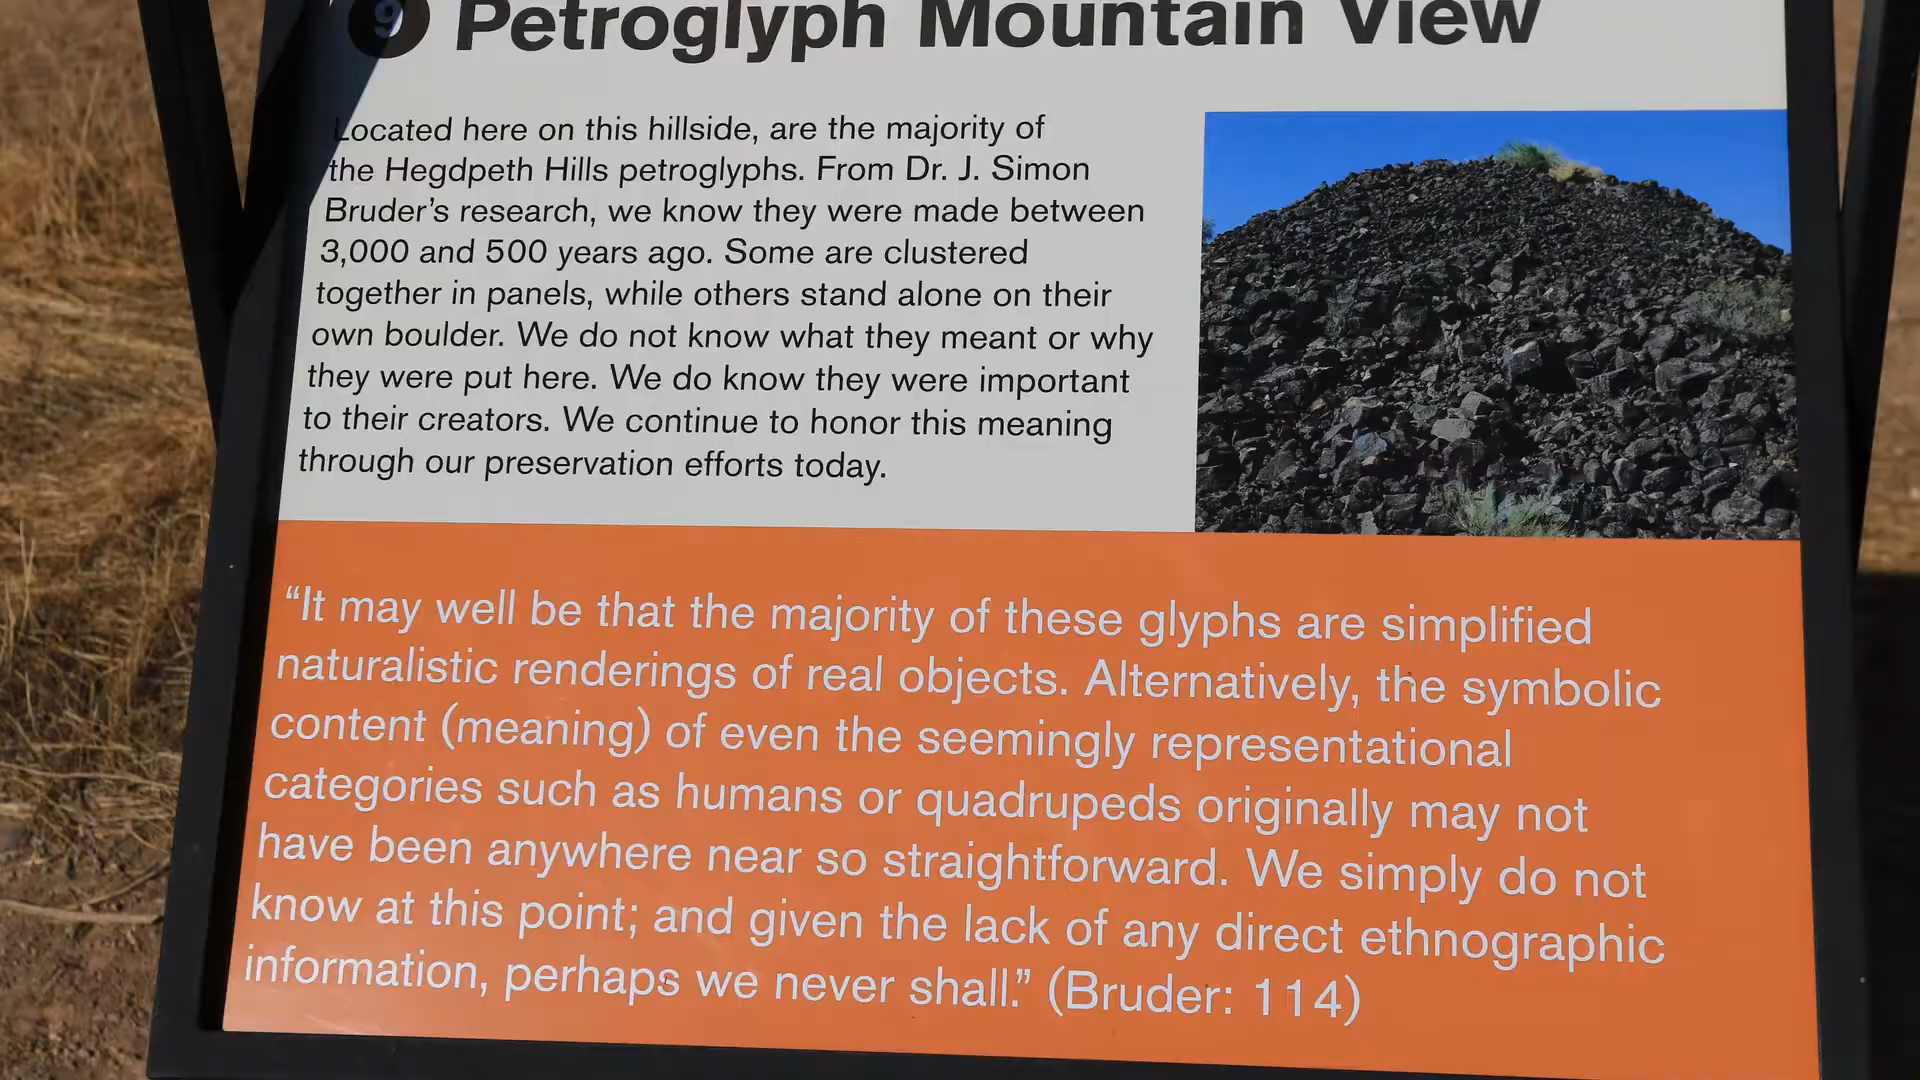 9 Petroglyph Mountain View
Located here on this hillside, are the majority of
the Hegdpeth Hills petroglyphs. From Dr. J. Simon
Bruder’s research, we know they were made between
3,000 and 500 years ago. Some are clustered
together in panels, while others stand alone on their
own boulder. We do not know what they meant or why
they were put here. We do know they were important
to their creators. We continue to honor this meaning
through our preservation efforts today.
“It may well be that the majority of these glyphs are simplified
naturalistic renderings of real objects. Alternatively, the symbolic
content (meaning) of even the seemingly representational
categories such as humans or quadrupeds originally may not
have been anywhere near so straightforward. We simply do not
know at this point; and given the lack of any direct ethnographic
information, perhaps we never shall.” (Bruder: 114)